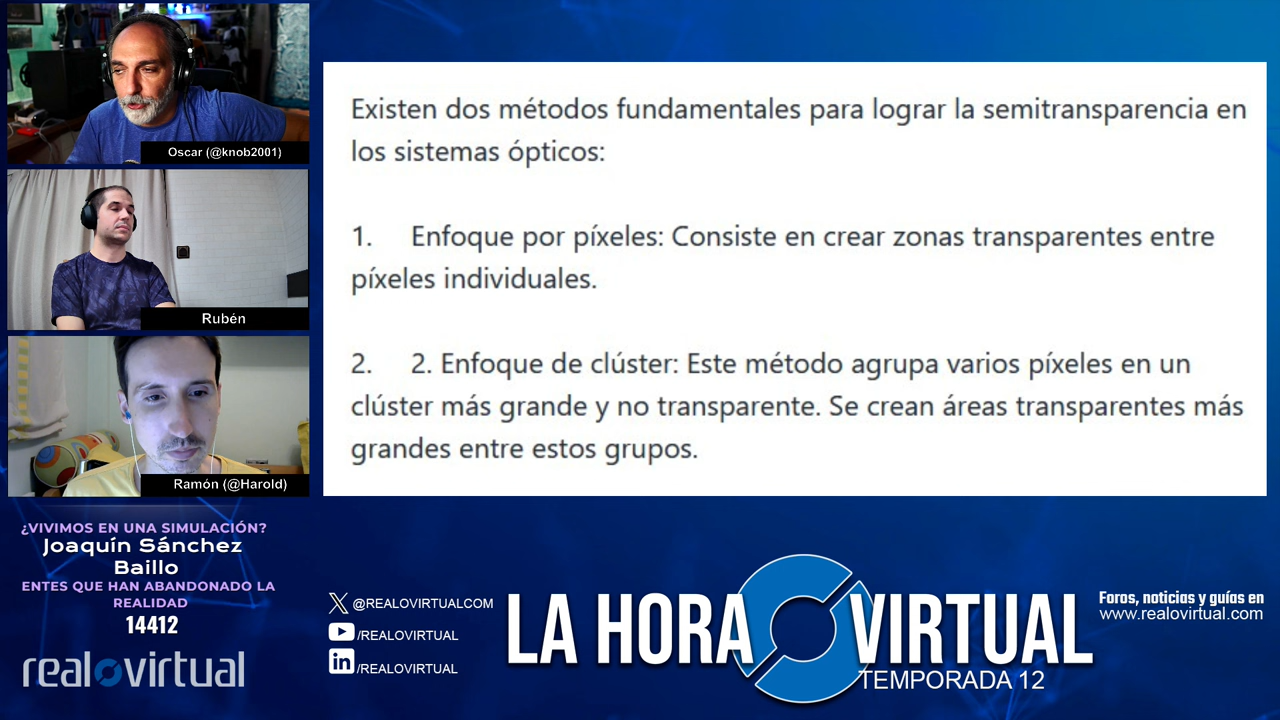 Oscar (@knob2001)
Rubén
Ramón (@Harold)
Existen dos métodos fundamentales para lograr la semitransparencia en
los sistemas ópticos:
1. Enfoque por píxeles: Consiste en crear zonas transparentes entre
píxeles individuales.
2. 2. Enfoque de clúster: Este método agrupa varios píxeles en un
clúster más grande y no transparente. Se crean áreas transparentes más
grandes entre estos grupos.
¿VIVIMOS EN UNA SIMULACIÓN?
Joaquín Sánchez
Baillo
ENTES QUE HAN ABANDONADO LA
REALIDAD
14412
realovirtual
@REALOVIRTUALCOM
/REALOVIRTUAL
/REALOVIRTUAL
LA HORA VIRTUAL
TEMPORADA 12
Foros, noticias y guías en
www.realovirtual.com